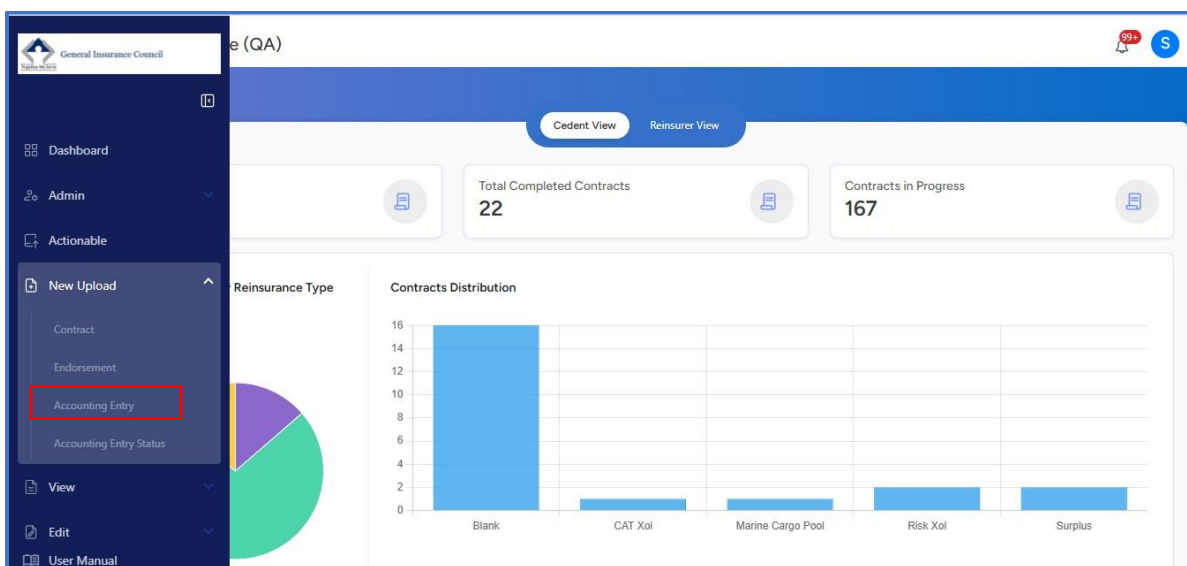 General Insurance Council
e (QA)
99+
S
Cedent View
Reinsurer View
Dashboard
Admin
Actionable
New Upload
Contract
Endorsement
Accounting Entry
Accounting Entry Status
View
Edit
User Manual
Total Completed Contracts
22
Contracts in Progress
167
Reinsurance Type
Contracts Distribution
16
14
12
10
8
6
4
2
0
Blank
CAT Xol
Marine Cargo Pool
Risk Xol
Surplus